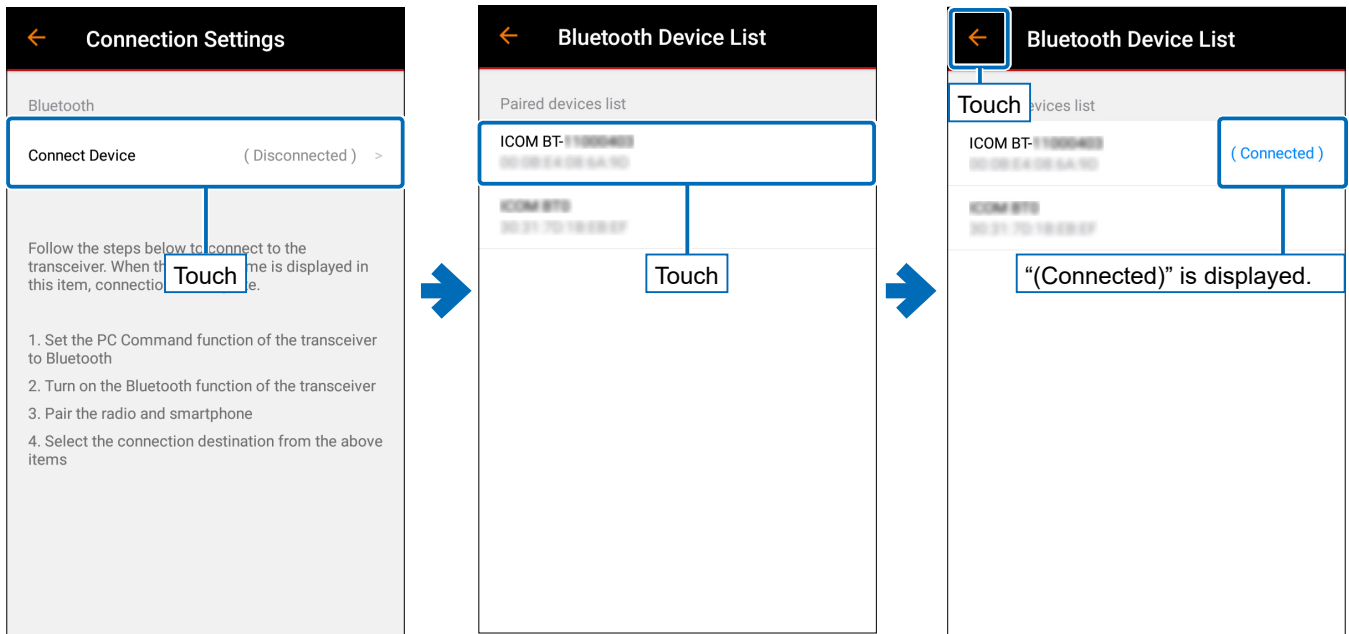 Connection Settings
Bluetooth
Connect Device ( Disconnected ) >
Follow the steps below to connect to the
transceiver. When th me is displayed in
this item, connectio e.
Touch
1. Set the PC Command function of the transceiver
to Bluetooth
2. Turn on the Bluetooth function of the transceiver
3. Pair the radio and smartphone
4. Select the connection destination from the above
items
Bluetooth Device List
Paired devices list
ICOM BT-
Touch
Bluetooth Device List
Touch
evices list
ICOM BT-
( Connected )
“(Connected)” is displayed.